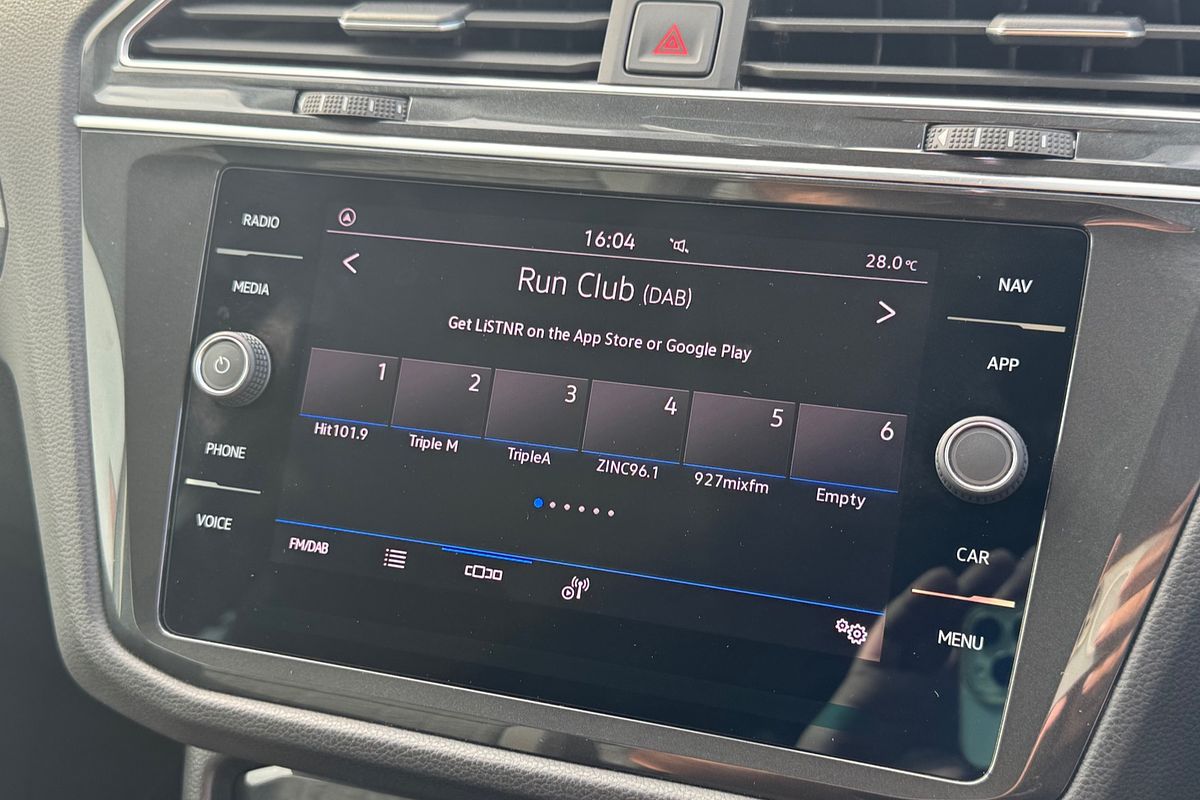 RADIO
MEDIA
PHONE
VOICE
16:04
28.0°C
Run Club (DAB)
Get LiSTNR on the App Store or Google Play
1
2
3
4
5
6
Hit101.9
Triple M
TripleA
ZINC96.1
927mixfm
Empty
FM/DAB
NAV
APP
CAR
MENU